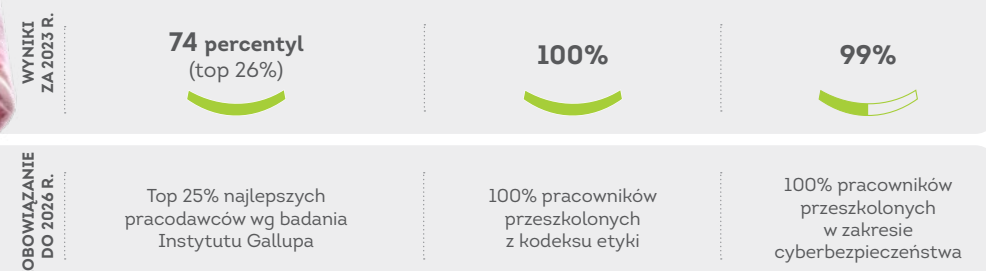 WYNIKI
ZA 2023 R.
74 percentyl
(top 26%)
100%
99%
OBOWIĄZANIE
DO 2026 R.
Top 25% najlepszych
pracodawców wg badania
Instytutu Gallupa
100% pracowników
przeszkolonych
z kodeksu etyki
100% pracowników
przeszkolonych
w zakresie
cyberbezpieczeństwa